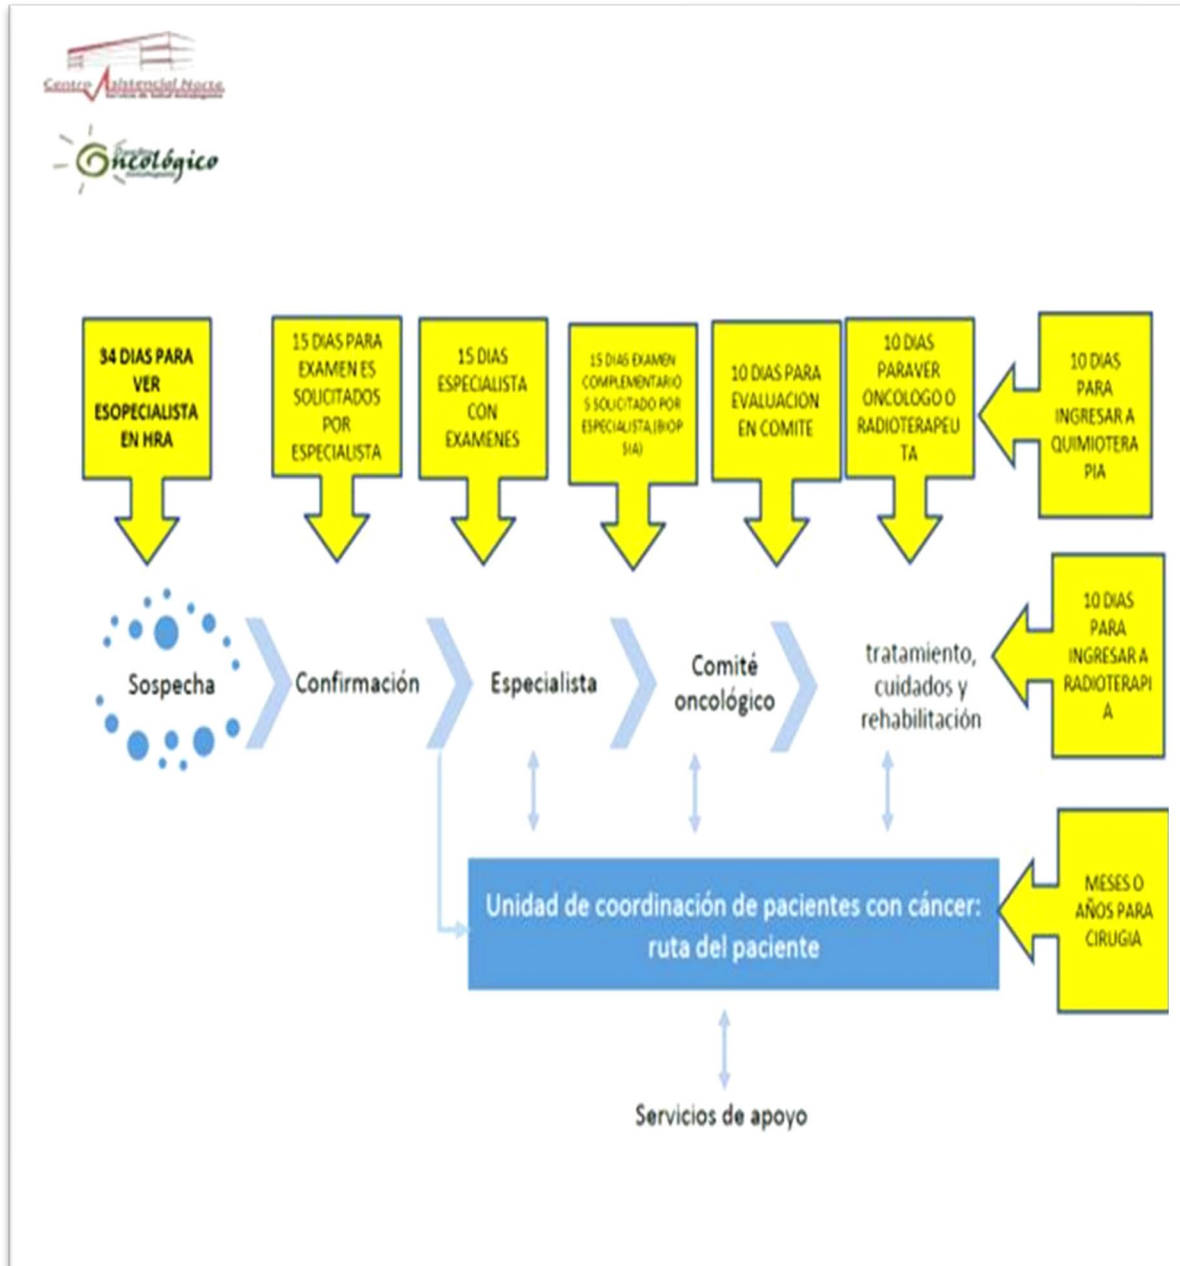 Centro Asistencial Norte
Servicio de Salud Antofagasta
Oncológico
34 DIAS PARA
VER
ESOPECIALISTA
EN HRA
15 DIAS PARA
EXAMEN ES
SOLICITADOS
POR
ESPECIALISTA
15 DIAS
ESPECIALISTA
CON
EXAMENES
15 DIAS EXAMEN
COMPLEMENTARIO
S SOLICITADO POR
ESPECIALISTA,(BIOP
S(A)
10 DIAS PARA
EVALUACION
EN COMITE
10 DIAS
PARAVER
ONCOLOGO O
RADIOTERAPEU
TA
10 DIAS
PARA
INGRESAR A
QUIMIOTERA
PIA
Sospecha
Confirmación
Especialista
Comité
oncológico
tratamiento,
cuidados y
rehabilitación
10 DIAS
PARA
INGRESAR A
RADIOTERAPI
A
Unidad de coordinación de pacientes con cáncer:
ruta del paciente
MESES O
AÑOS PARA
CIRUGIA
Servicios de apoyo